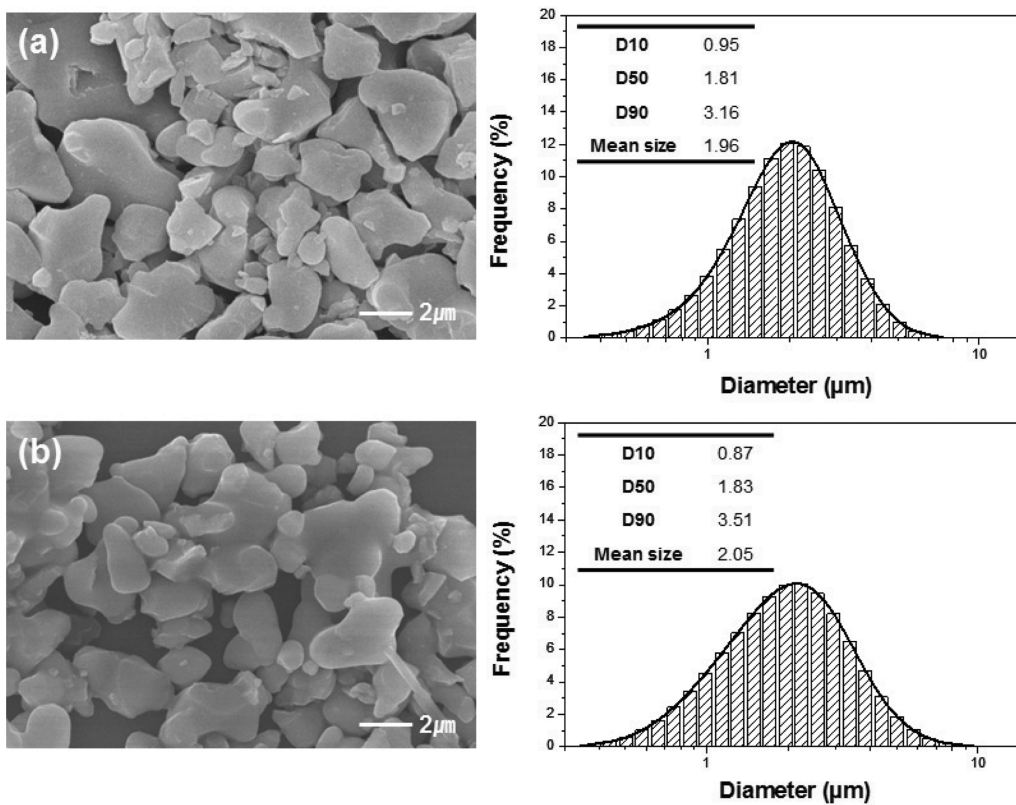 (a)
2㎛
20
18
16
14
12
10
8
6
4
2
0
Frequency (%)
D10 0.95
D50 1.81
D90 3.16
Mean size 1.96
1 10
Diameter (µm)
(b)
2㎛
20
18
16
14
12
10
8
6
4
2
0
Frequency (%)
D10 0.87
D50 1.83
D90 3.51
Mean size 2.05
1 10
Diameter (µm)